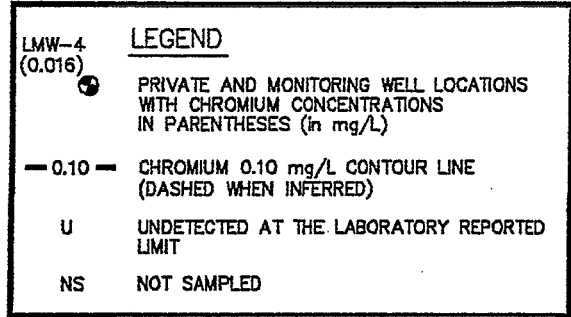 LEGEND
LMW-4
(0.016)
PRIVATE AND MONITORING WELL LOCATIONS
WITH CHROMIUM CONCENTRATIONS
IN PARENTHESES (in mg/L)
— 0.10 — CHROMIUM 0.10 mg/L CONTOUR LINE
(DASHED WHEN INFERRED)
U UNDETECTED AT THE LABORATORY REPORTED
LIMIT
NS NOT SAMPLED